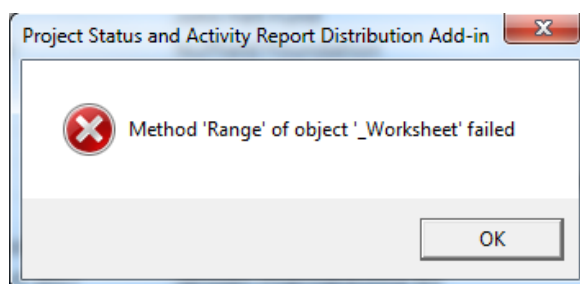 Project Status and Activity Report Distribution Add-in
Method 'Range' of object '_Worksheet' failed
OK